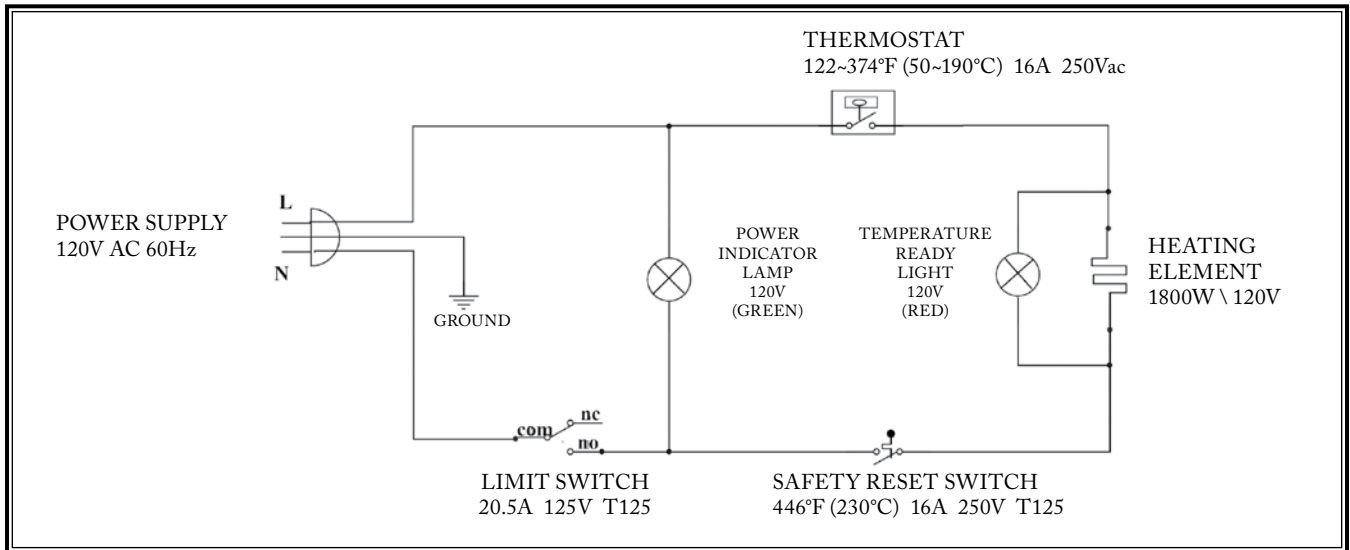 THERMOSTAT
122~374°F (50~190°C) 16A 250Vac
L
POWER SUPPLY
120V AC 60Hz
N
GROUND
POWER
INDICATOR
LAMP
120V
(GREEN)
TEMPERATURE
READY
LIGHT
120V
(RED)
HEATING
ELEMENT
1800W \ 120V
com
nc
no
LIMIT SWITCH
20.5A 125V T125
SAFETY RESET SWITCH
446°F (230°C) 16A 250V T125